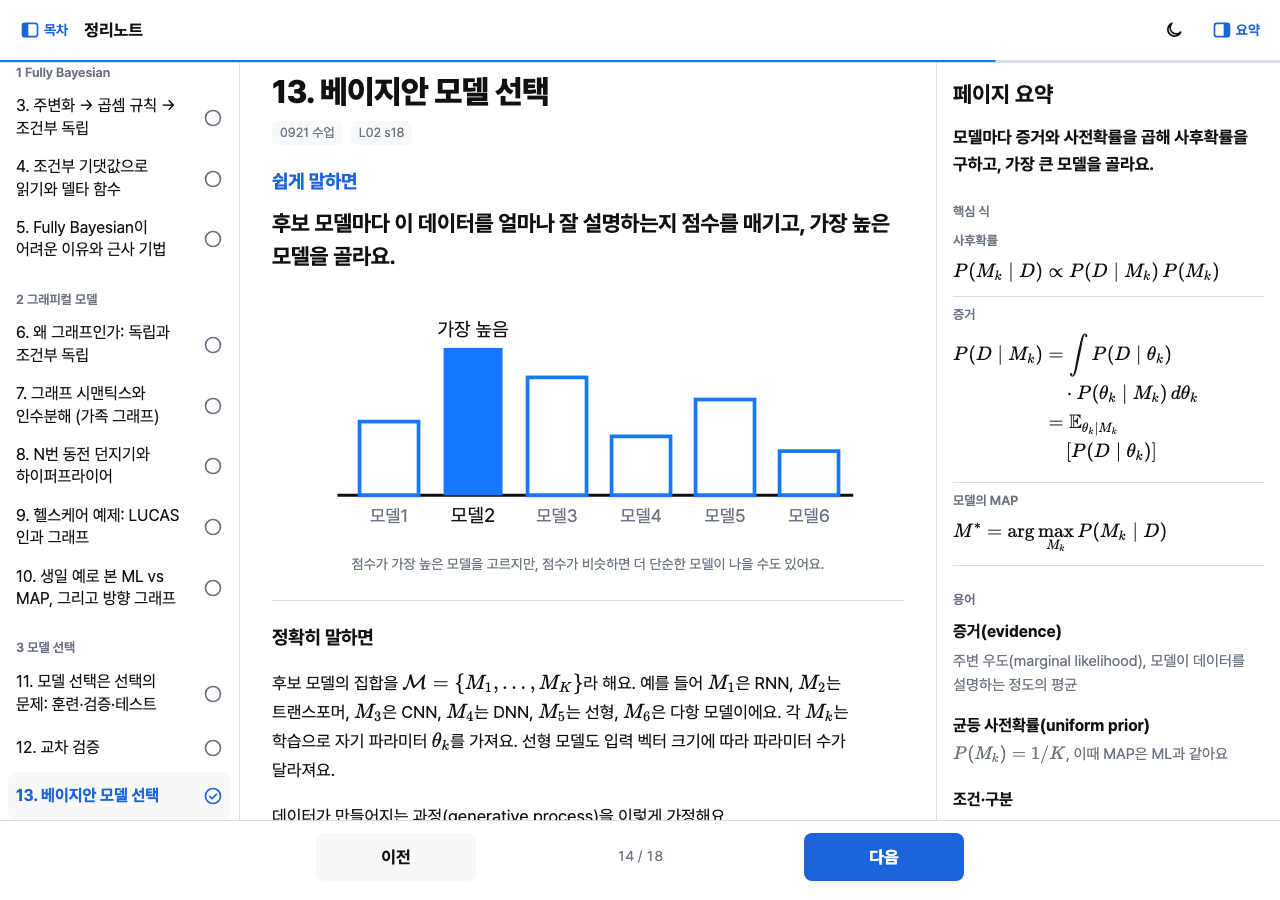 목차 정리노트 요약
1 Fully Bayesian
3. 주변화 → 곱셈 규칙 →
조건부 독립
4. 조건부 기댓값으로
읽기와 델타 함수
5. Fully Bayesian이
어려운 이유와 근사 기법
2 그래피컬 모델
6. 왜 그래프인가: 독립과
조건부 독립
7. 그래프 시맨틱스와
인수분해 (가족 그래프)
8. N번 동전 던지기와
하이퍼프라이어
9. 헬스케어 예제: LUCAS
인과 그래프
10. 생일 예로 본 ML vs
MAP, 그리고 방향 그래프
3 모델 선택
11. 모델 선택은 선택의
문제: 훈련·검증·테스트
12. 교차 검증
13. 베이지안 모델 선택
13. 베이지안 모델 선택
0921 수업 L02 s18
쉽게 말하면
후보 모델마다 이 데이터를 얼마나 잘 설명하는지 점수를 매기고, 가장 높은
모델을 골라요.
가장 높음
모델1 모델2 모델3 모델4 모델5 모델6
점수가 가장 높은 모델을 고르지만, 점수가 비슷하면 더 단순한 모델이 나을 수도 있어요.
정확히 말하면
후보 모델의 집합을 ℳ = {M₁, . . . , M_K}라 해요. 예를 들어 M₁은 RNN, M₂는
트랜스포머, M₃은 CNN, M₄는 DNN, M₅는 선형, M₆은 다항 모델이에요. 각 M_k는
학습으로 자기 파라미터 θ_k를 가져요. 선형 모델도 입력 벡터 크기에 따라 파라미터 수가
달라져요.
데이터가 만들어지는 과정(generative process)을 이렇게 가정해요
페이지 요약
모델마다 증거와 사전확률을 곱해 사후확률을
구하고, 가장 큰 모델을 골라요.
핵심 식
사후확률
P(M_k | D) ∝ P(D | M_k) P(M_k)
증거
P(D | M_k) = ∫ P(D | θ_k)
· P(θ_k | M_k) dθ_k
= 𝔼_{θ_k|M_k}
[P(D | θ_k)]
모델의 MAP
M* = arg max_{M_k} P(M_k | D)
용어
증거(evidence)
주변 우도(marginal likelihood), 모델이 데이터를
설명하는 정도의 평균
균등 사전확률(uniform prior)
P(M_k) = 1/K, 이때 MAP은 ML과 같아요
조건·구분
이전 14 / 18 다음